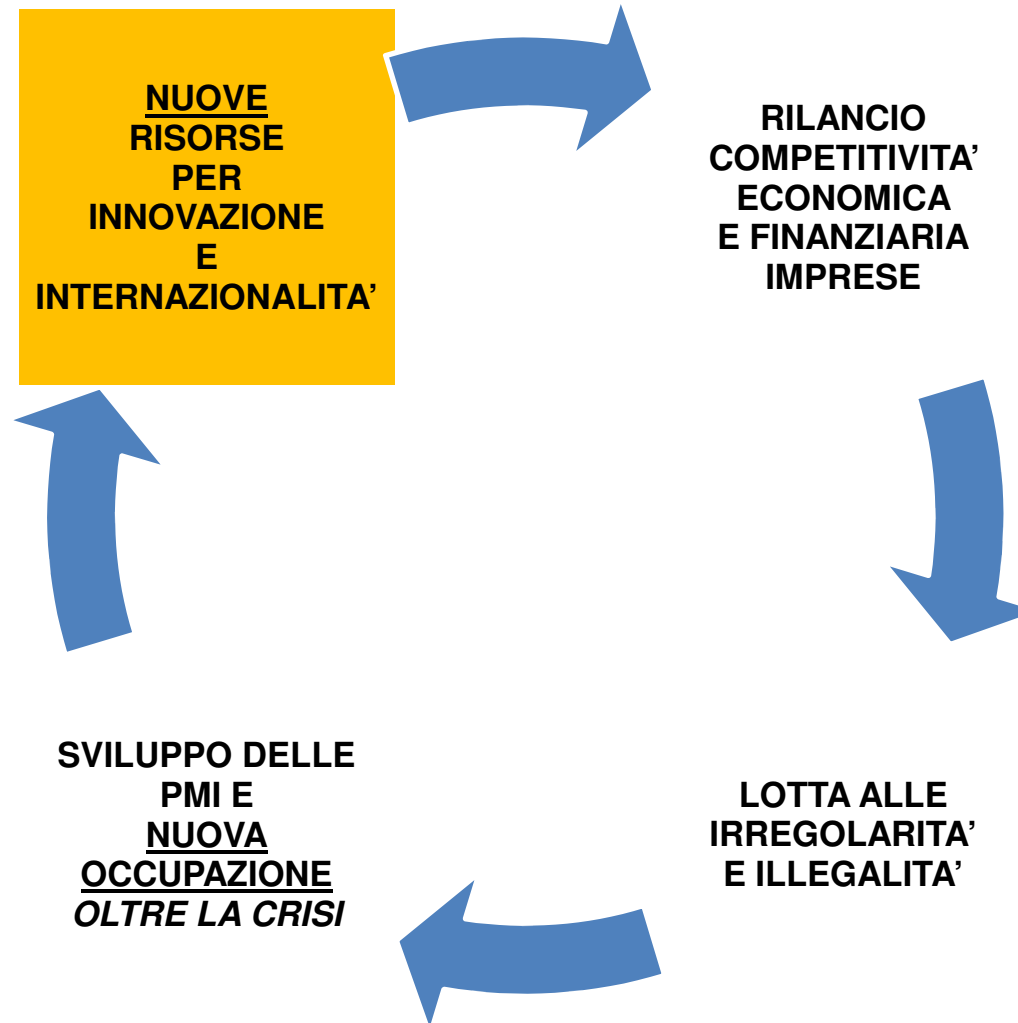 NUOVE
RISORSE
PER
INNOVAZIONE
E
INTERNAZIONALITA’
RILANCIO
COMPETITIVITA’
ECONOMICA
E FINANZIARIA
IMPRESE
LOTTA ALLE
IRREGOLARITA’
E ILLEGALITA’
SVILUPPO DELLE
PMI E
NUOVA
OCCUPAZIONE
OLTRE LA CRISI